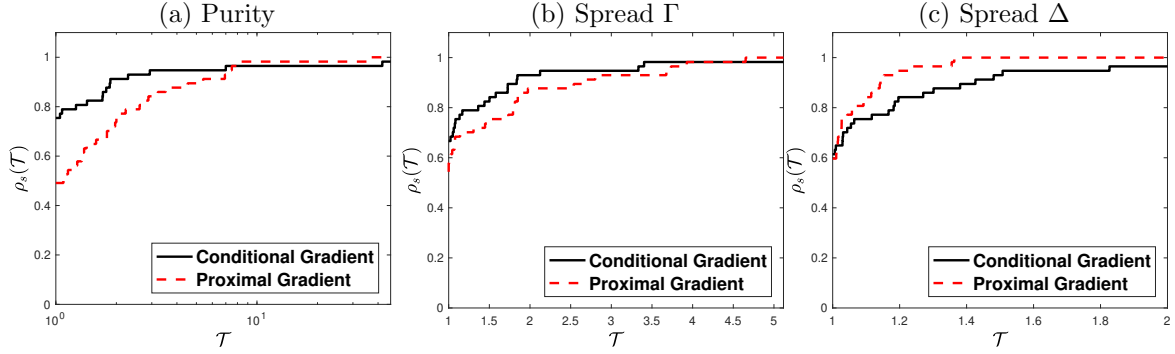 (a) Purity
1
0.8
0.6
0.4
0.2
0
ρ_s(𝒯)
10^0
10^1
𝒯
Conditional Gradient
Proximal Gradient
(b) Spread Γ
1
0.8
0.6
0.4
0.2
0
ρ_s(𝒯)
1 1.5 2 2.5 3 3.5 4 4.5 5
𝒯
Conditional Gradient
Proximal Gradient
(c) Spread Δ
1
0.8
0.6
0.4
0.2
0
ρ_s(𝒯)
1 1.2 1.4 1.6 1.8 2
𝒯
Conditional Gradient
Proximal Gradient